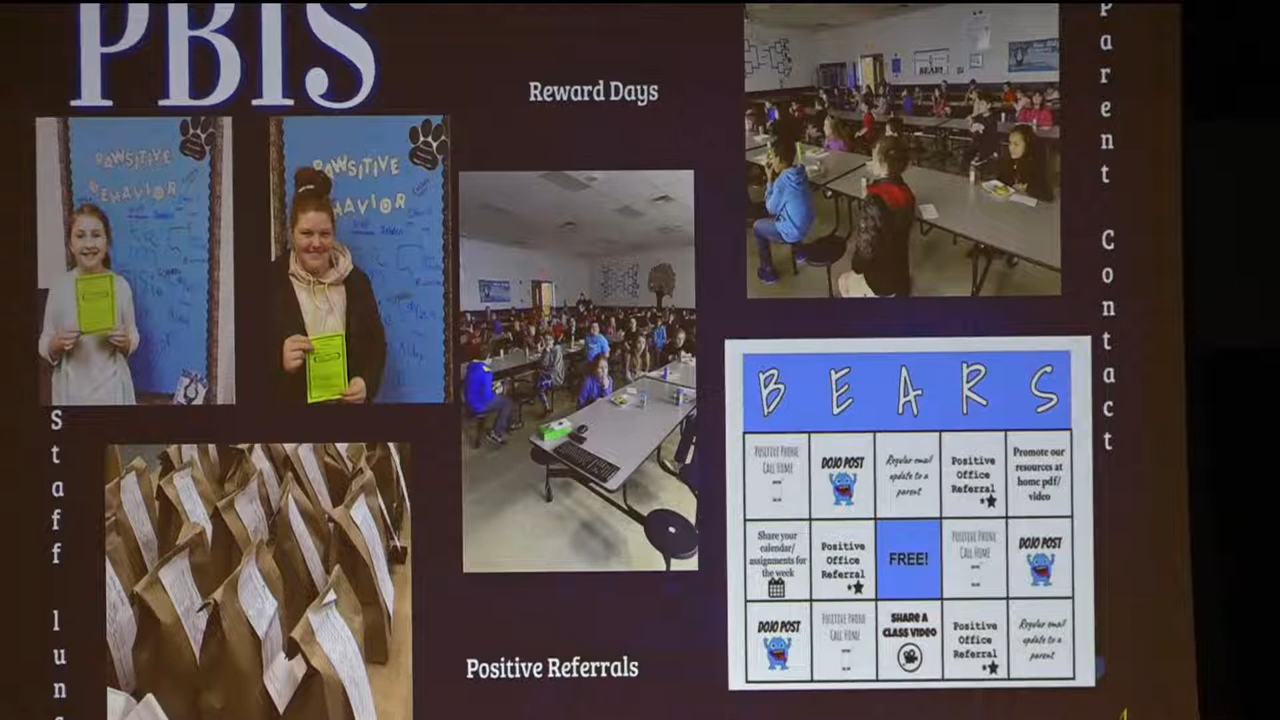 PBIS
Reward Days
Parent Contact
PAWSITIVE
BEHAVIOR
PAWSITIVE
HAVIOR
BEARS
POSITIVE PHONE
CALL HOME
DOJO POST
Regular email
update to a
parent
Positive
Office
Referral
Promote our
resources at
home pdf/
video
Share your
calendar/
assignments for
the week
Positive
Office
Referral
FREE!
POSITIVE PHONE
CALL HOME
DOJO POST
DOJO POST
POSITIVE PHONE
CALL HOME
SHARE A
CLASS VIDEO
Positive
Office
Referral
Regular email
update to a
parent
Staff lunc
Positive Referrals